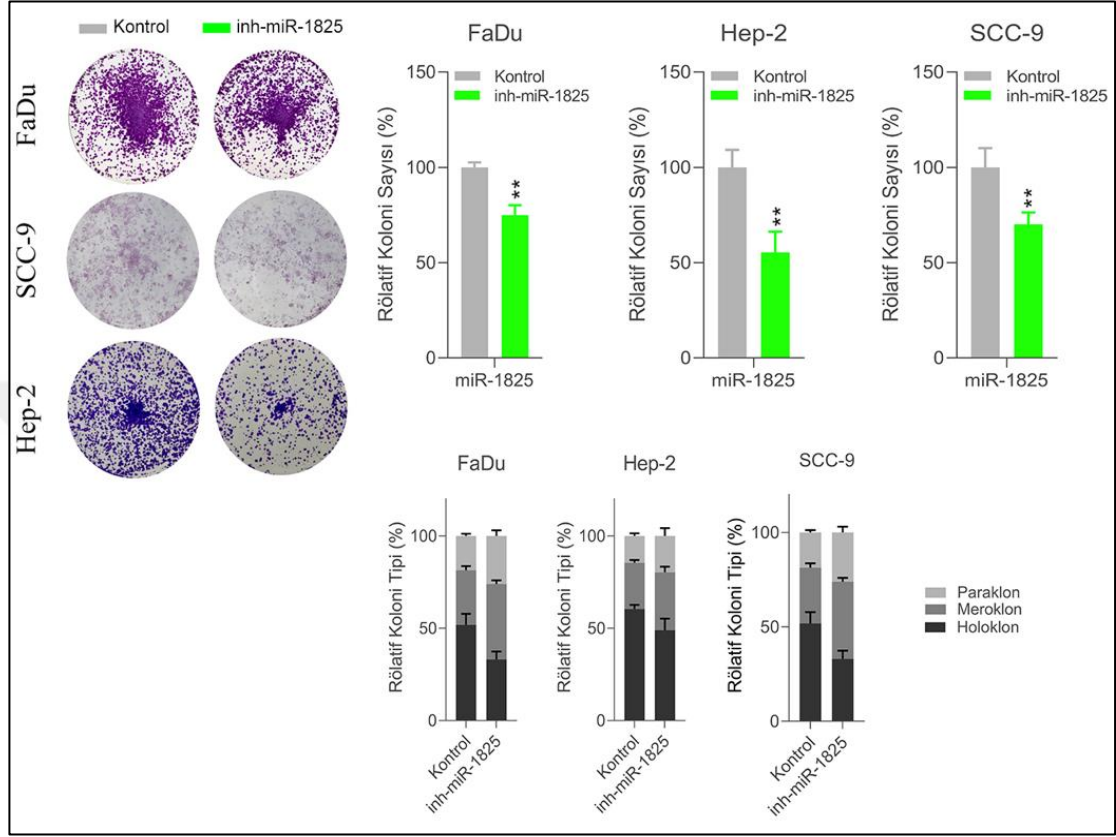 Kontrol
inh-miR-1825
FaDu
SCC-9
Hep-2
FaDu
Rölatif Koloni Sayısı (%)
150
100
50
0
Kontrol
inh-miR-1825
**
miR-1825
Hep-2
Rölatif Koloni Sayısı (%)
150
100
50
0
Kontrol
inh-miR-1825
**
miR-1825
SCC-9
Rölatif Koloni Sayısı (%)
150
100
50
0
Kontrol
inh-miR-1825
**
miR-1825
FaDu
Rölatif Koloni Tipi (%)
100
50
0
Kontrol
inh-miR-1825
Hep-2
Rölatif Koloni Tipi (%)
100
50
0
Kontrol
inh-miR-1825
SCC-9
Rölatif Koloni Tipi (%)
100
50
0
Kontrol
inh-miR-1825
Paraklon
Meroklon
Holoklon